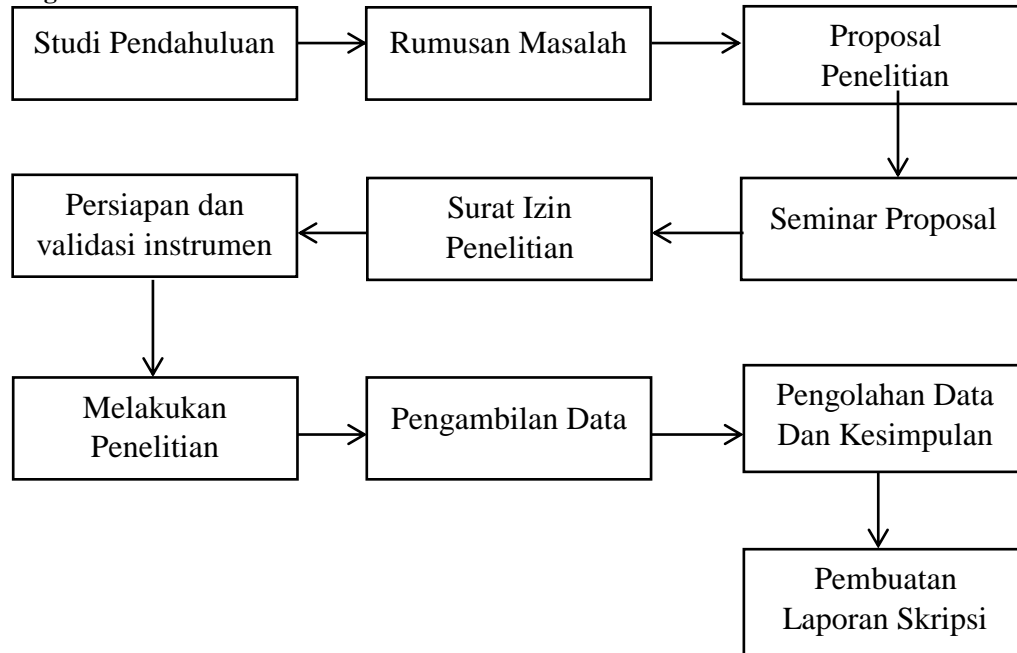 Studi Pendahuluan
Rumusan Masalah
Proposal
Penelitian
Seminar Proposal
Surat Izin
Penelitian
Persiapan dan
validasi instrumen
Melakukan
Penelitian
Pengambilan Data
Pengolahan Data
Dan Kesimpulan
Pembuatan
Laporan Skripsi